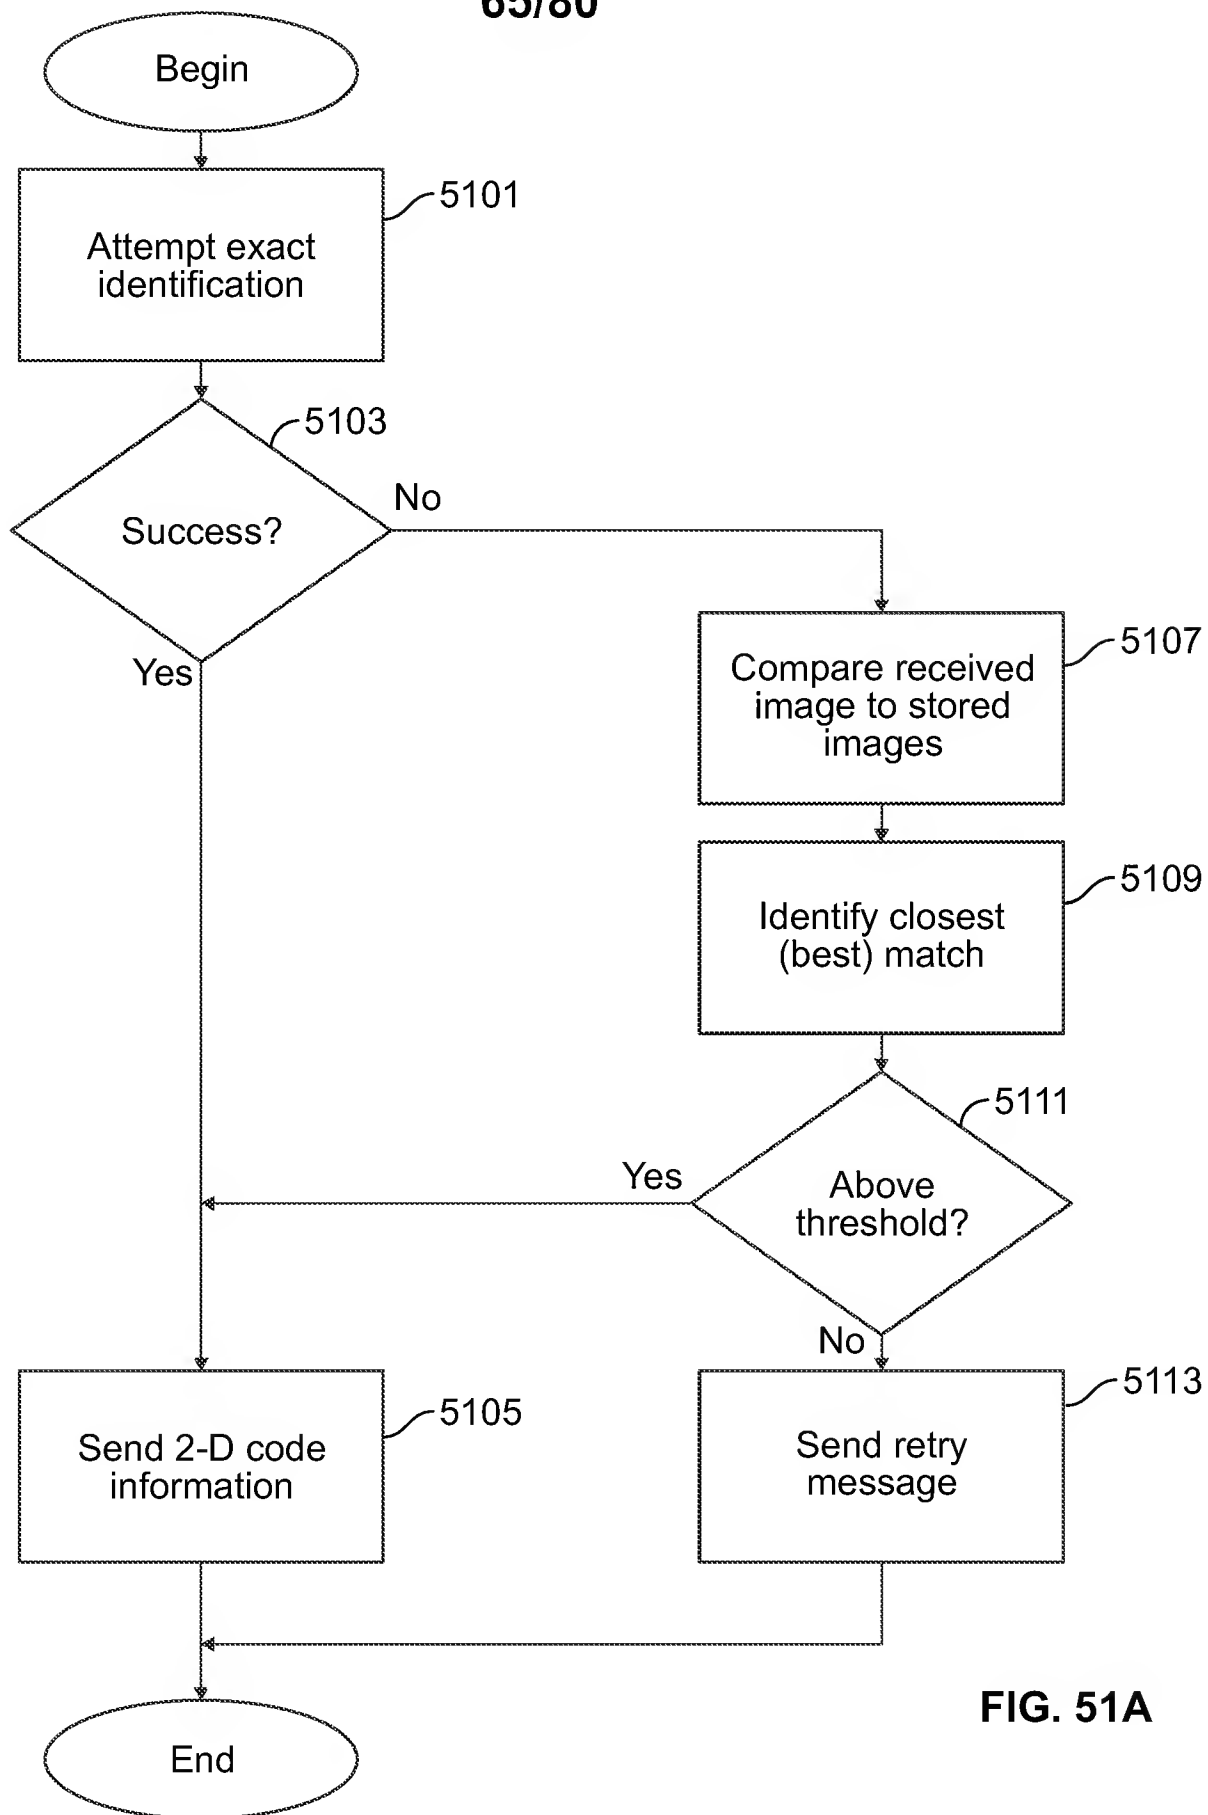 65/80
Begin
5101
Attempt exact
identification
5103
Success?
No
Yes
5107
Compare received
image to stored
images
5109
Identify closest
(best) match
5111
Above
threshold?
Yes
No
5105
Send 2-D code
information
5113
Send retry
message
End
FIG. 51A